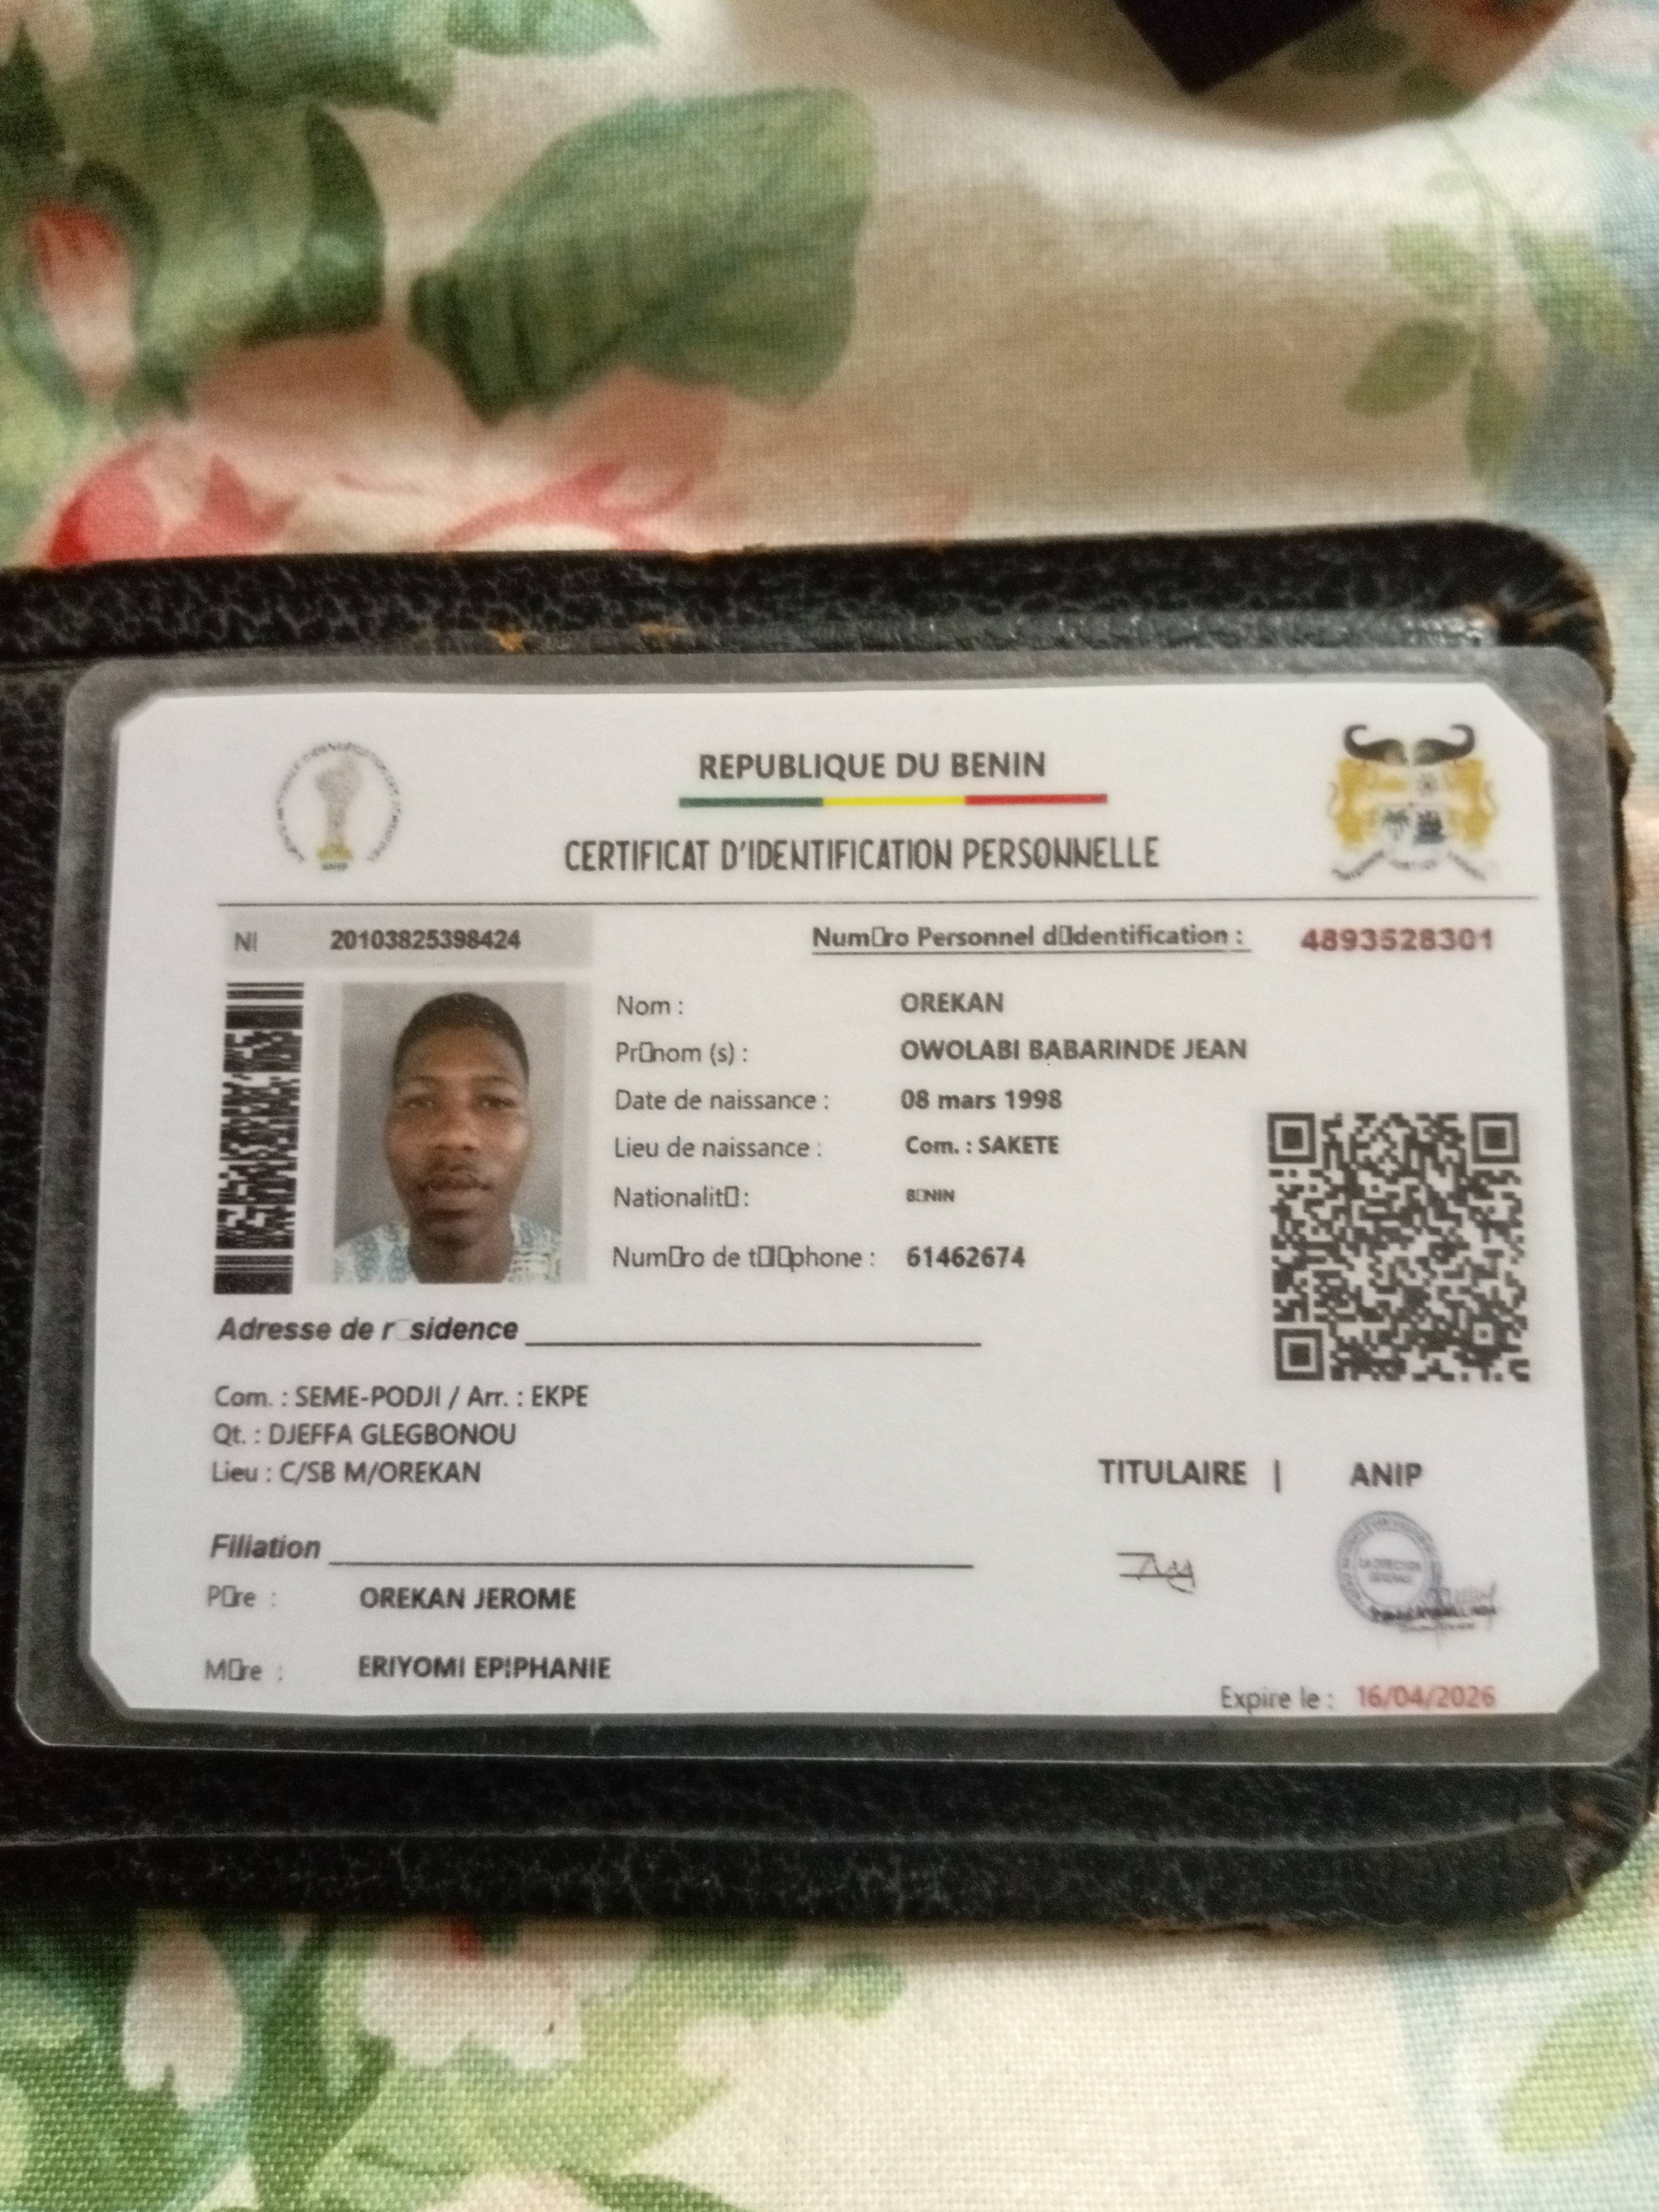 REPUBLIQUE DU BENIN
CERTIFICAT D'IDENTIFICATION PERSONNELLE
NI 20103825398424
Num□ro Personnel d□Identification : 4893528301
Nom : OREKAN
Pr□nom (s) : OWOLABI BABARINDE JEAN
Date de naissance : 08 mars 1998
Lieu de naissance : Com. : SAKETE
Nationalit□ : B□NIN
Num□ro de t□l□phone : 61462674
Adresse de r□sidence
Com. : SEME-PODJI / Arr. : EKPE
Qt. : DJEFFA GLEGBONOU
Lieu : C/SB M/OREKAN
TITULAIRE | ANIP
Filiation
P□re : OREKAN JEROME
M□re : ERIYOMI EPIPHANIE
Expire le : 16/04/2026